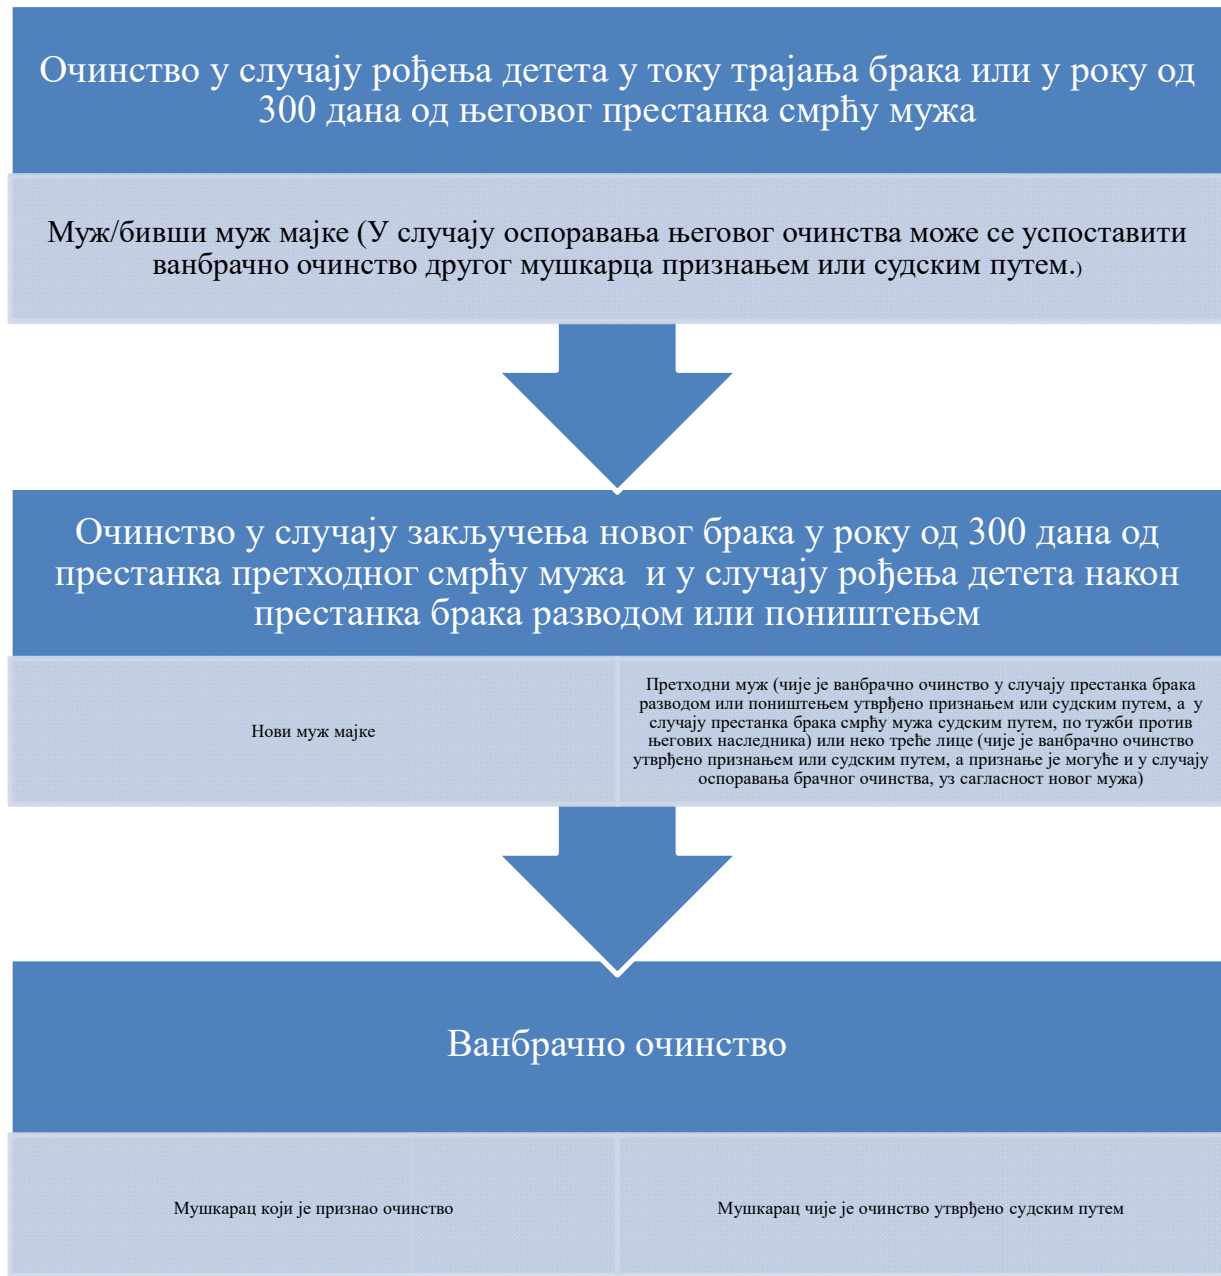 Очинство у случају рођења детета у току трајања брака или у року од
300 дана од његовог престанка смрћу мужа
Муж/бивши муж мајке (У случају оспоравања његовог очинства може се успоставити
ванбрачно очинство другог мушкарца признањем или судским путем.)
Очинство у случају закључења новог брака у року од 300 дана од
престанка претходног смрћу мужа и у случају рођења детета након
престанка брака разводом или поништењем
Нови муж мајке
Претходни муж (чије је ванбрачно очинство у случају престанка брака
разводом или поништењем утврђено признањем или судским путем, а у
случају престанка брака смрћу мужа судским путем, по тужби против
његових наследника) или неко треће лице (чије је ванбрачно очинство
утврђено признањем или судским путем, а признање је могуће и у случају
оспоравања брачног очинства, уз сагласност новог мужа)
Ванбрачно очинство
Мушкарац који је признао очинство
Мушкарац чије је очинство утврђено судским путем